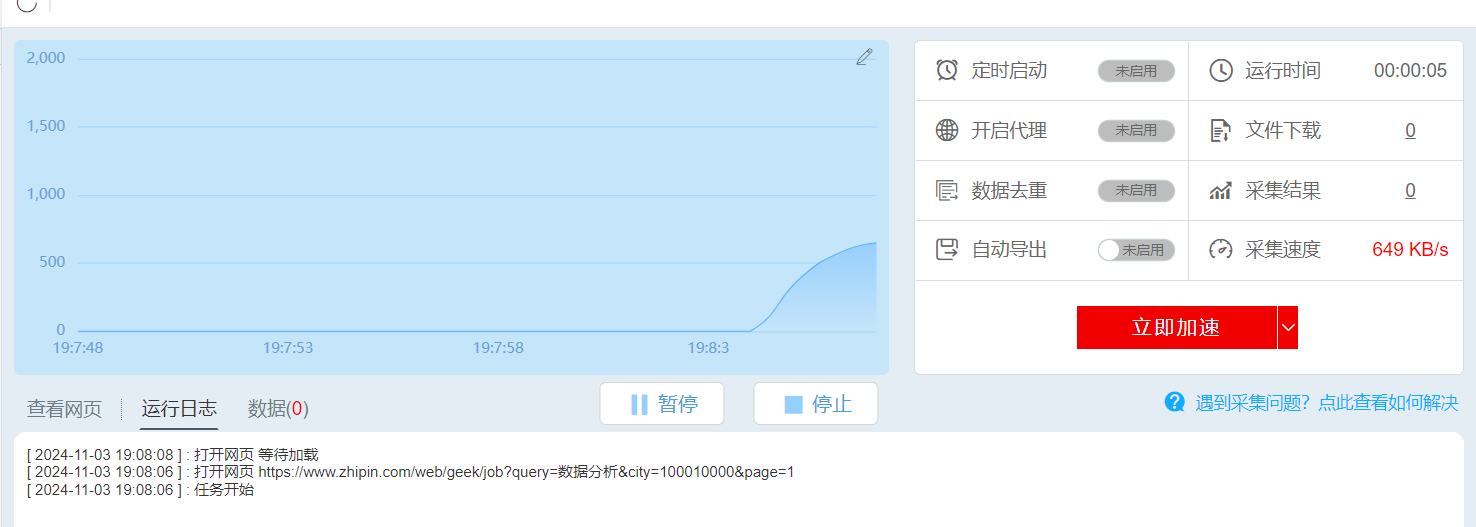 2,000
1,500
1,000
500
0
19:7:48 19:7:53 19:7:58 19:8:3
定时启动 未启用 运行时间 00:00:05
开启代理 未启用 文件下载 0
数据去重 未启用 采集结果 0
自动导出 未启用 采集速度 649 KB/s
立即加速
查看网页 运行日志 数据(0) 暂停 停止
遇到采集问题？点此查看如何解决
[ 2024-11-03 19:08:08 ] : 打开网页 等待加载
[ 2024-11-03 19:08:06 ] : 打开网页 https://www.zhipin.com/web/geek/job?query=数据分析&city=100010000&page=1
[ 2024-11-03 19:08:06 ] : 任务开始